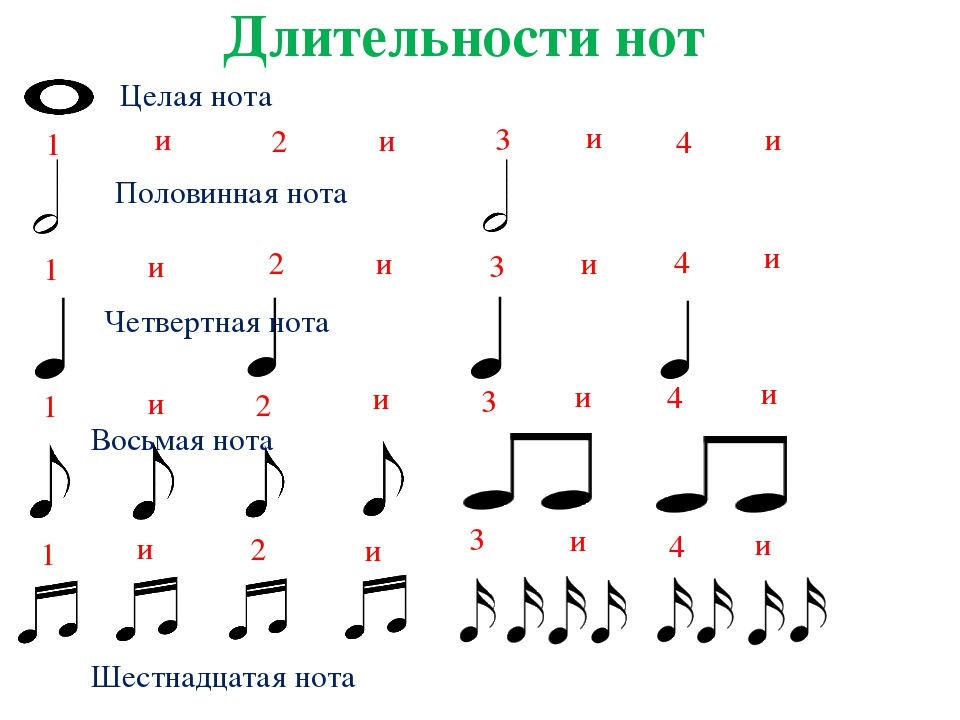 Длительности нот
Целая нота
1 и 2 и 3 и 4 и
Половинная нота
1 и 2 и 3 и 4 и
Четвертная нота
1 и 2 и 3 и 4 и
Восьмая нота
1 и 2 и 3 и 4 и
Шестнадцатая нота